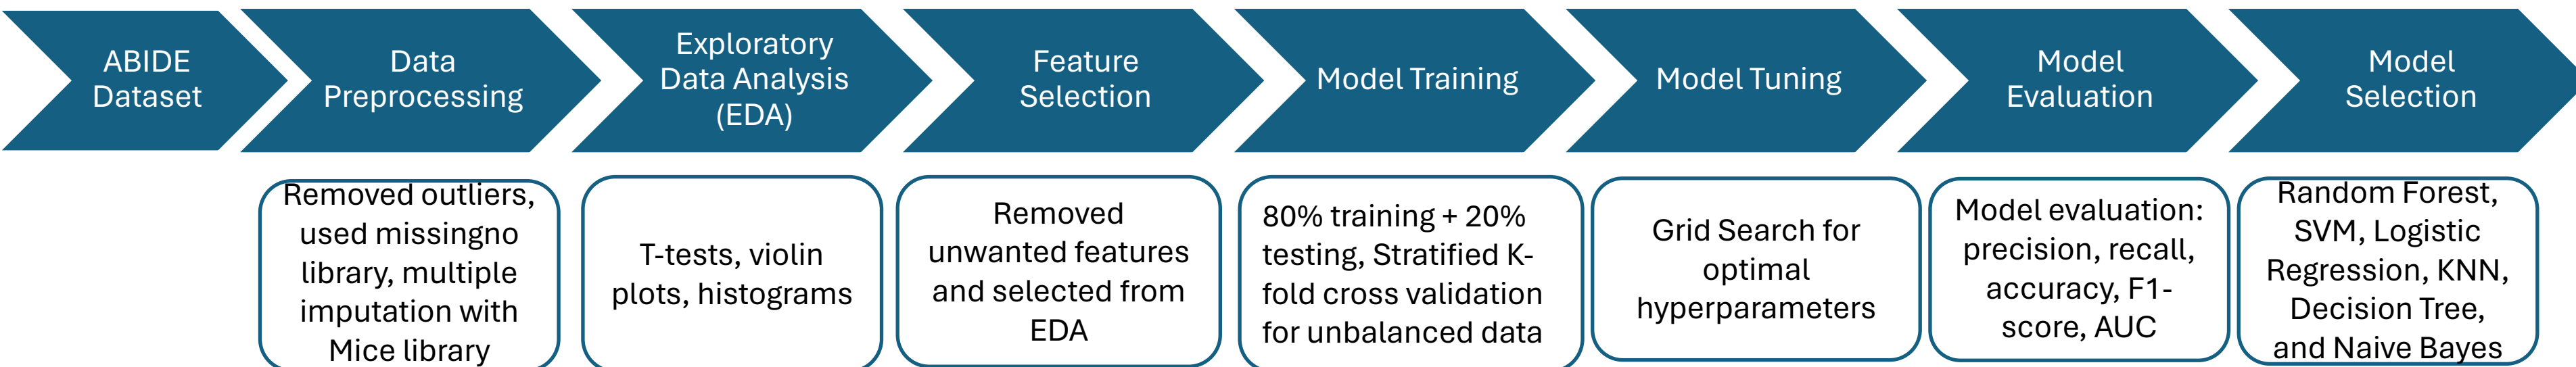 ABIDE
Dataset
Data
Preprocessing
Exploratory
Data Analysis
(EDA)
Feature
Selection
Model Training
Model Tuning
Model
Evaluation
Model
Selection
Removed outliers,
used missingno
library, multiple
imputation with
Mice library
T-tests, violin
plots, histograms
Removed
unwanted features
and selected from
EDA
80% training + 20%
testing, Stratified K-
fold cross validation
for unbalanced data
Grid Search for
optimal
hyperparameters
Model evaluation:
precision, recall,
accuracy, F1-
score, AUC
Random Forest,
SVM, Logistic
Regression, KNN,
Decision Tree,
and Naive Bayes